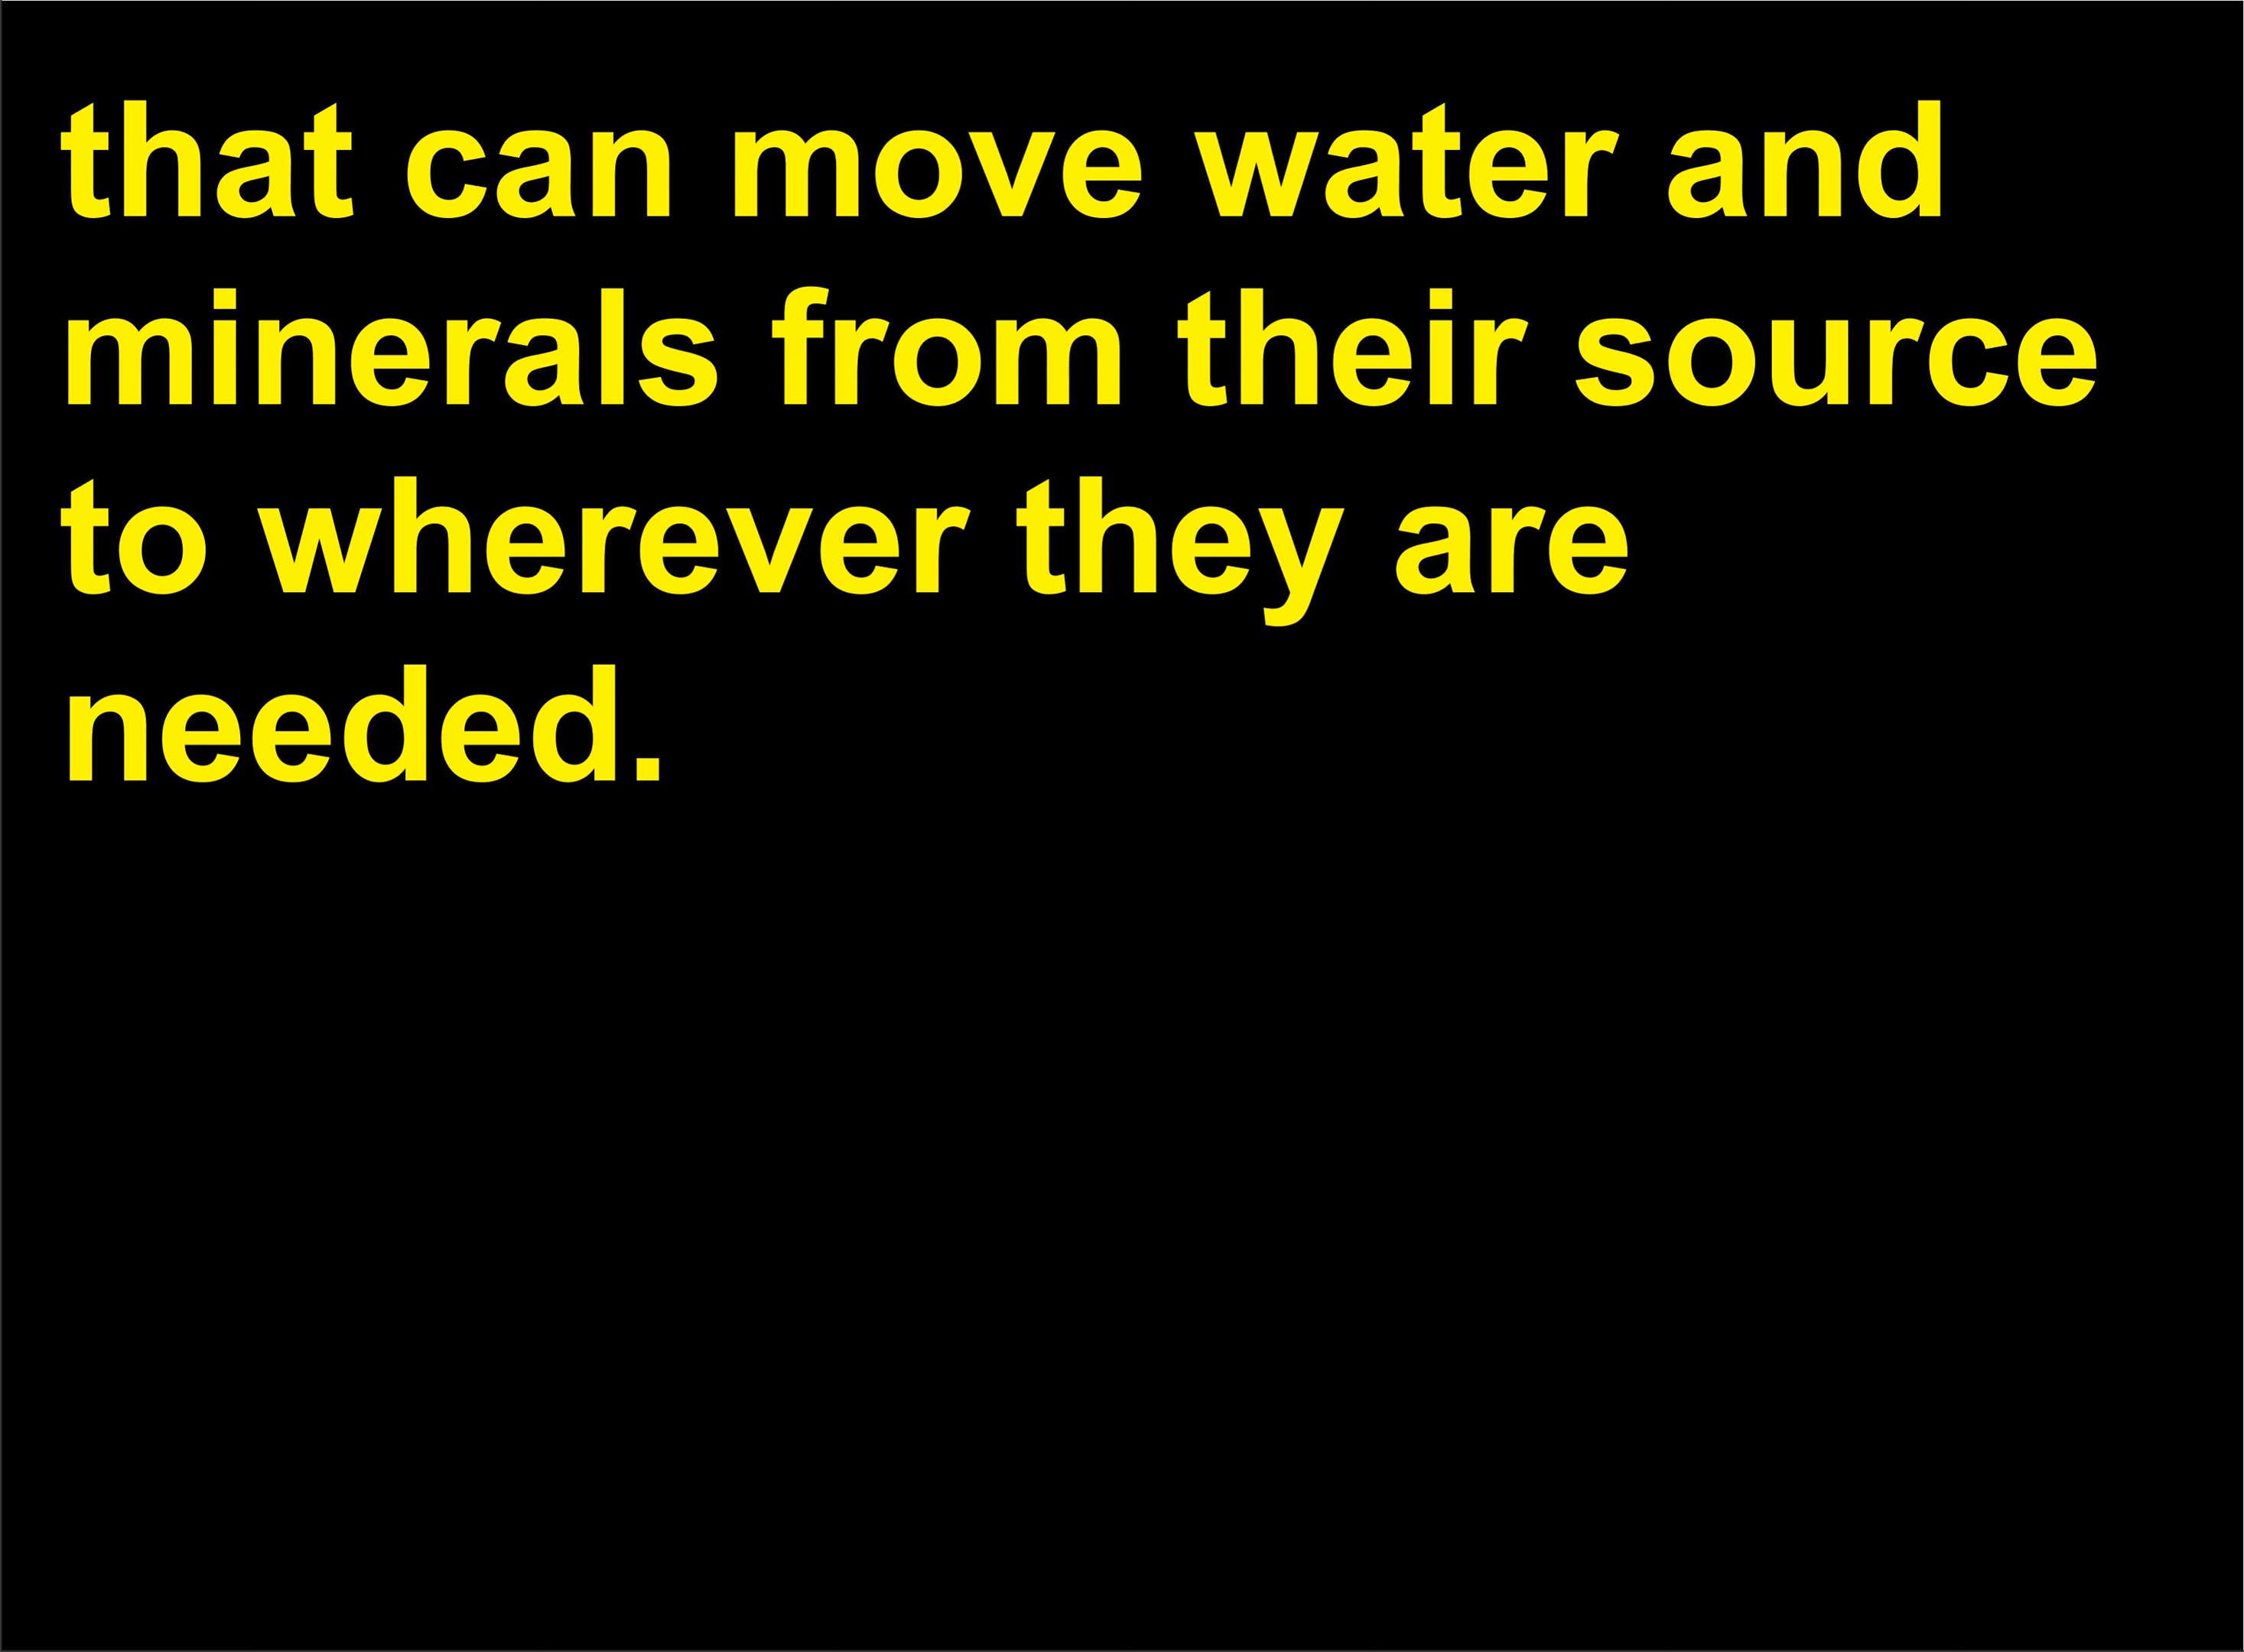 that can move water and
minerals from their source
to wherever they are
needed.